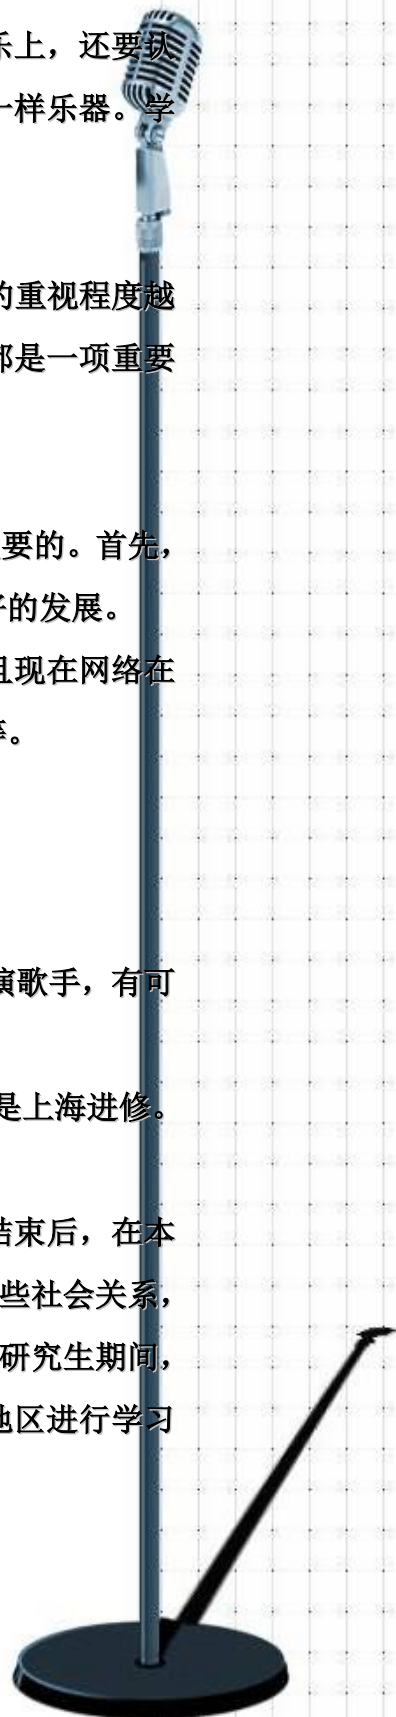 乐上，还要认
一样乐器。学
的重视程度越
都是一项重要
要的。首先，
好的发展。
且现在网络在
等。
演歌手，有可
是上海进修。
结束后，在本
些社会关系，
研究生期间，
地区进行学习